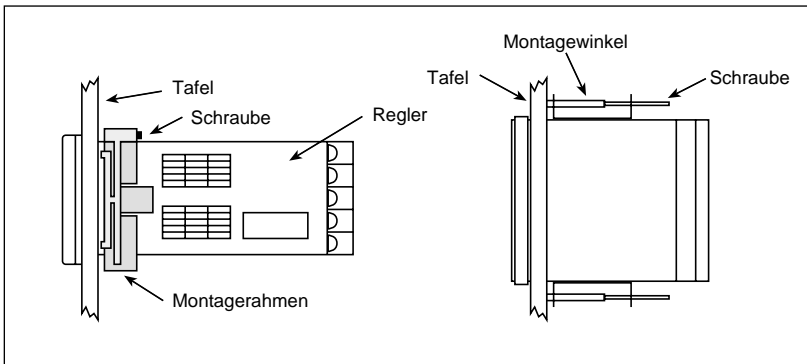 Tafel
Schraube
Regler
Montagerahmen
Montagewinkel
Tafel
Schraube